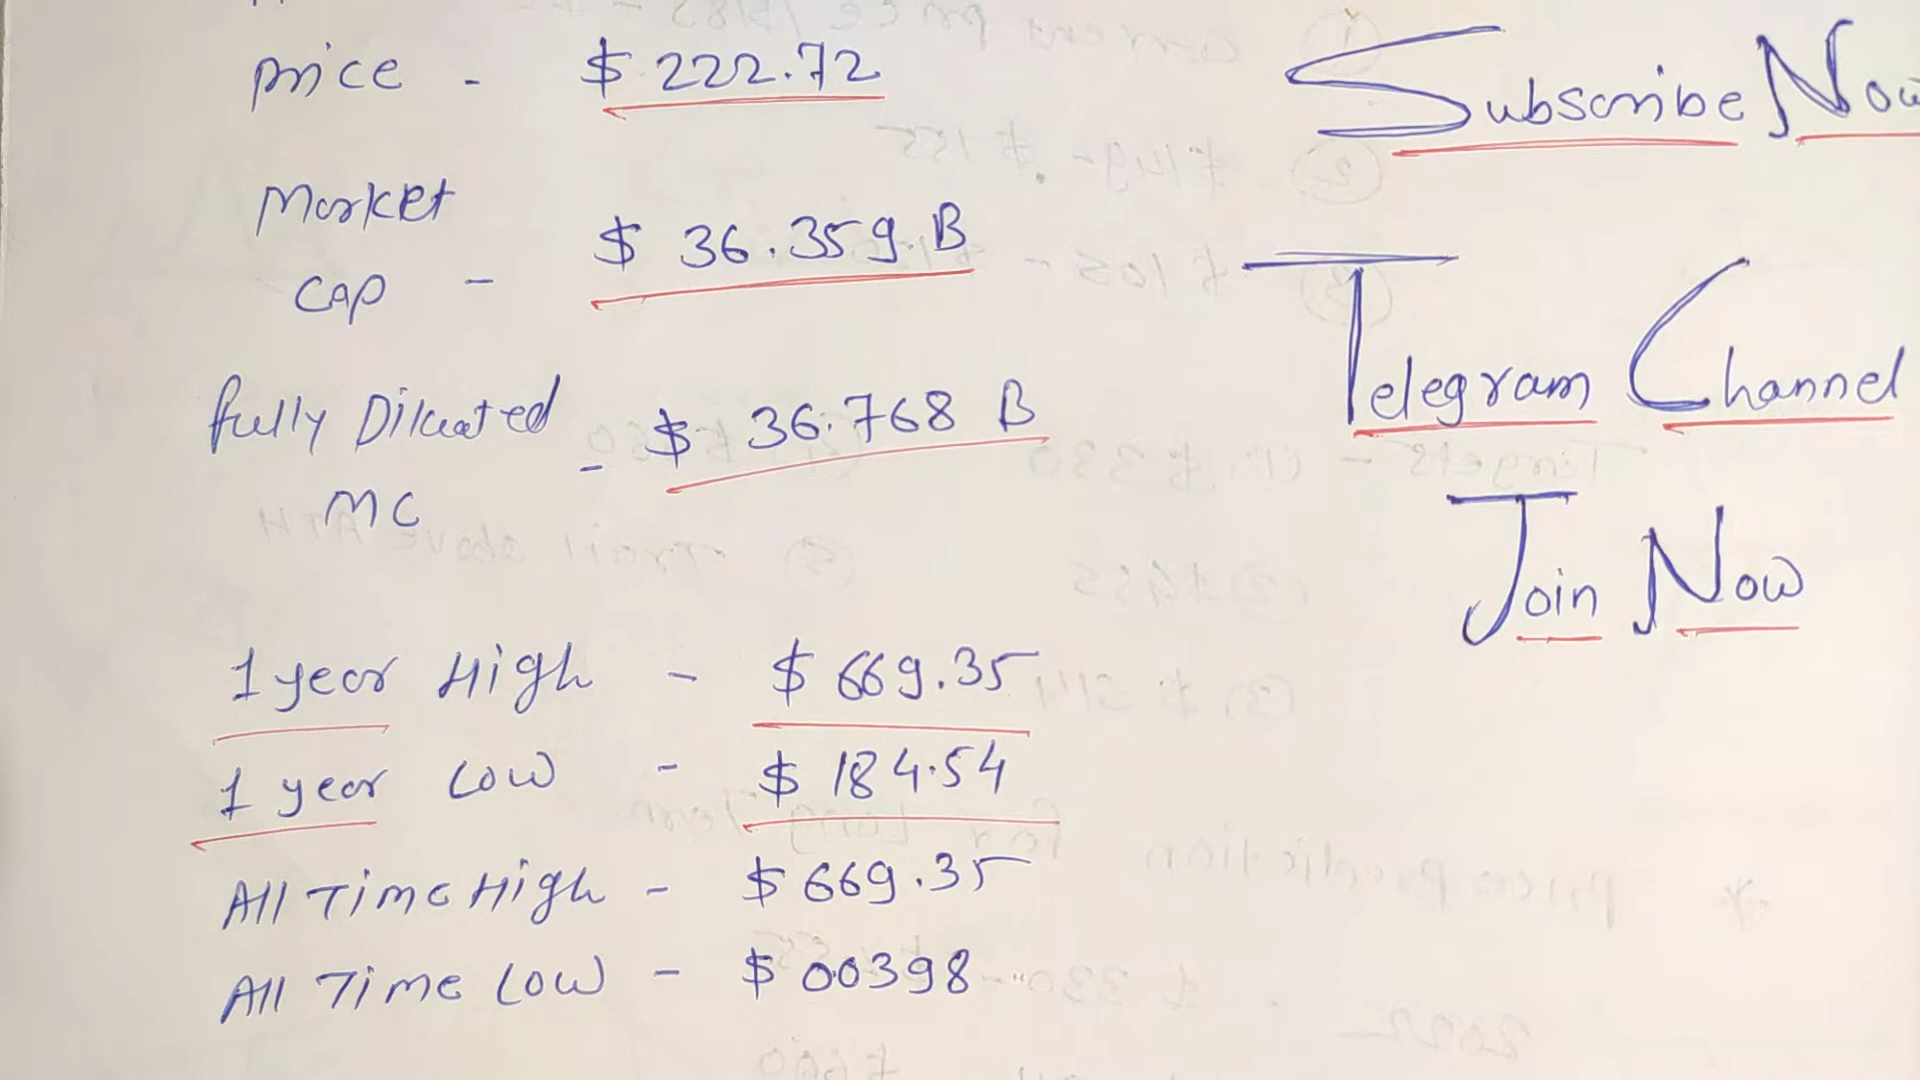 Price - $ 222.72
Market
Cap - $ 36.359 B
Fully Diluated
MC - $ 36.768 B
1 year High - $ 669.35
1 year Low - $ 184.54
All Time High - $ 669.35
All Time Low - $ 00398
Subscribe Now
Telegram Channel
Join Now